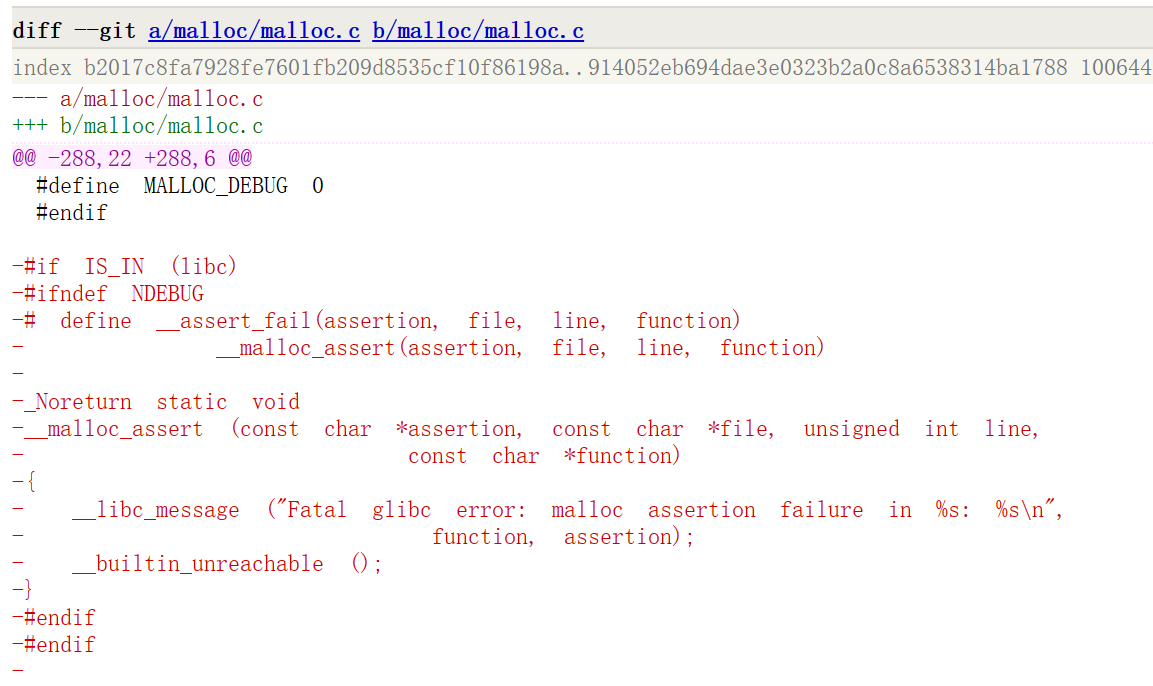 diff --git a/malloc/malloc.c b/malloc/malloc.c
index b2017c8fa7928fe7601fb209d8535cf10f86198a..914052eb694dae3e0323b2a0c8a6538314ba1788 100644
--- a/malloc/malloc.c
+++ b/malloc/malloc.c
@@ -288,22 +288,6 @@
 #define MALLOC_DEBUG 0
 #endif
-#if IS_IN (libc)
-#ifndef NDEBUG
-# define __assert_fail(assertion, file, line, function)
-         __malloc_assert(assertion, file, line, function)
-
-_Noreturn static void
-__malloc_assert (const char *assertion, const char *file, unsigned int line,
-                 const char *function)
-{
-  __libc_message ("Fatal glibc error: malloc assertion failure in %s: %s\n",
-                  function, assertion);
-  __builtin_unreachable ();
-}
-#endif
-#endif
-